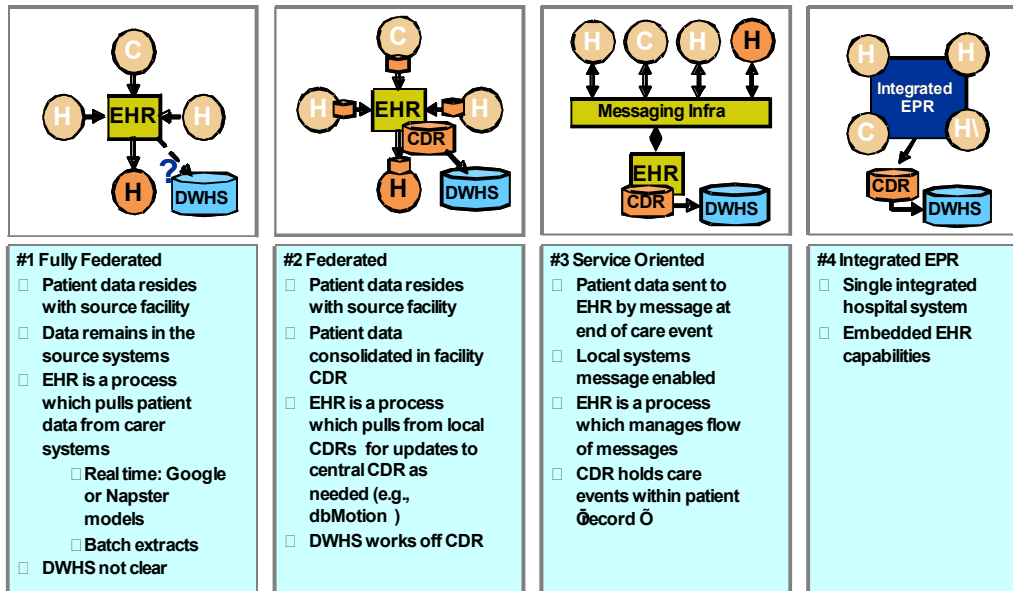 C
H
EHR
H
?
H
DWHS
C
H
EHR
H
CDR
H
DWHS
H
C
H
H
Messaging Infra
EHR
CDR
DWHS
H
H
Integrated
EPR
C
H\
CDR
DWHS
#1 Fully Federated
Patient data resides
with source facility
Data remains in the
source systems
EHR is a process
which pulls patient
data from carer
systems
Real time: Google
or Napster
models
Batch extracts
DWHS not clear
#2 Federated
Patient data resides
with source facility
Patient data
consolidated in facility
CDR
EHR is a process
which pulls from local
CDRs for updates to
central CDR as
needed (e.g.,
dbMotion )
DWHS works off CDR
#3 Service Oriented
Patient data sent to
EHR by message at
end of care event
Local systems
message enabled
EHR is a process
which manages flow
of messages
CDR holds care
events within patient
Õrecord Õ
#4 Integrated EPR
Single integrated
hospital system
Embedded EHR
capabilities